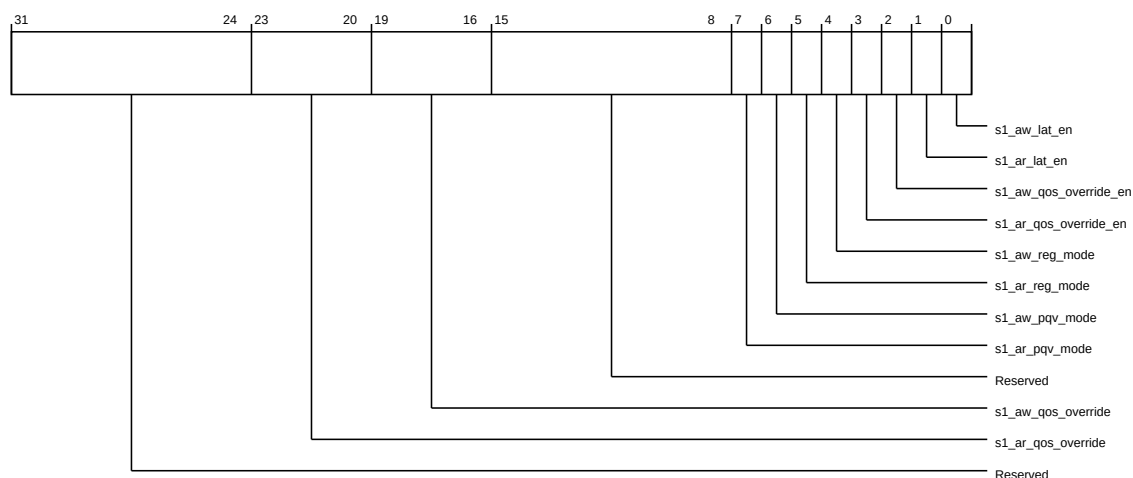 31 24 23 20 19 16 15 8 7 6 5 4 3 2 1 0
s1_aw_lat_en
s1_ar_lat_en
s1_aw_qos_override_en
s1_ar_qos_override_en
s1_aw_reg_mode
s1_ar_reg_mode
s1_aw_pqv_mode
s1_ar_pqv_mode
Reserved
s1_aw_qos_override
s1_ar_qos_override
Reserved